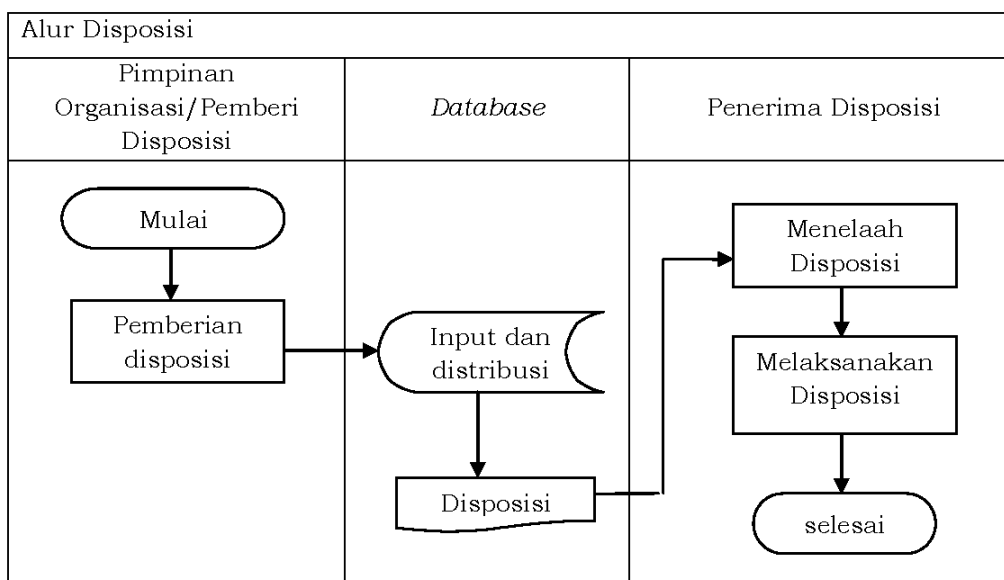 Alur Disposisi
Pimpinan
Organisasi/Pemberi
Disposisi
Database
Penerima Disposisi
Mulai
Pemberian
disposisi
Input dan
distribusi
Disposisi
Menelaah
Disposisi
Melaksanakan
Disposisi
selesai